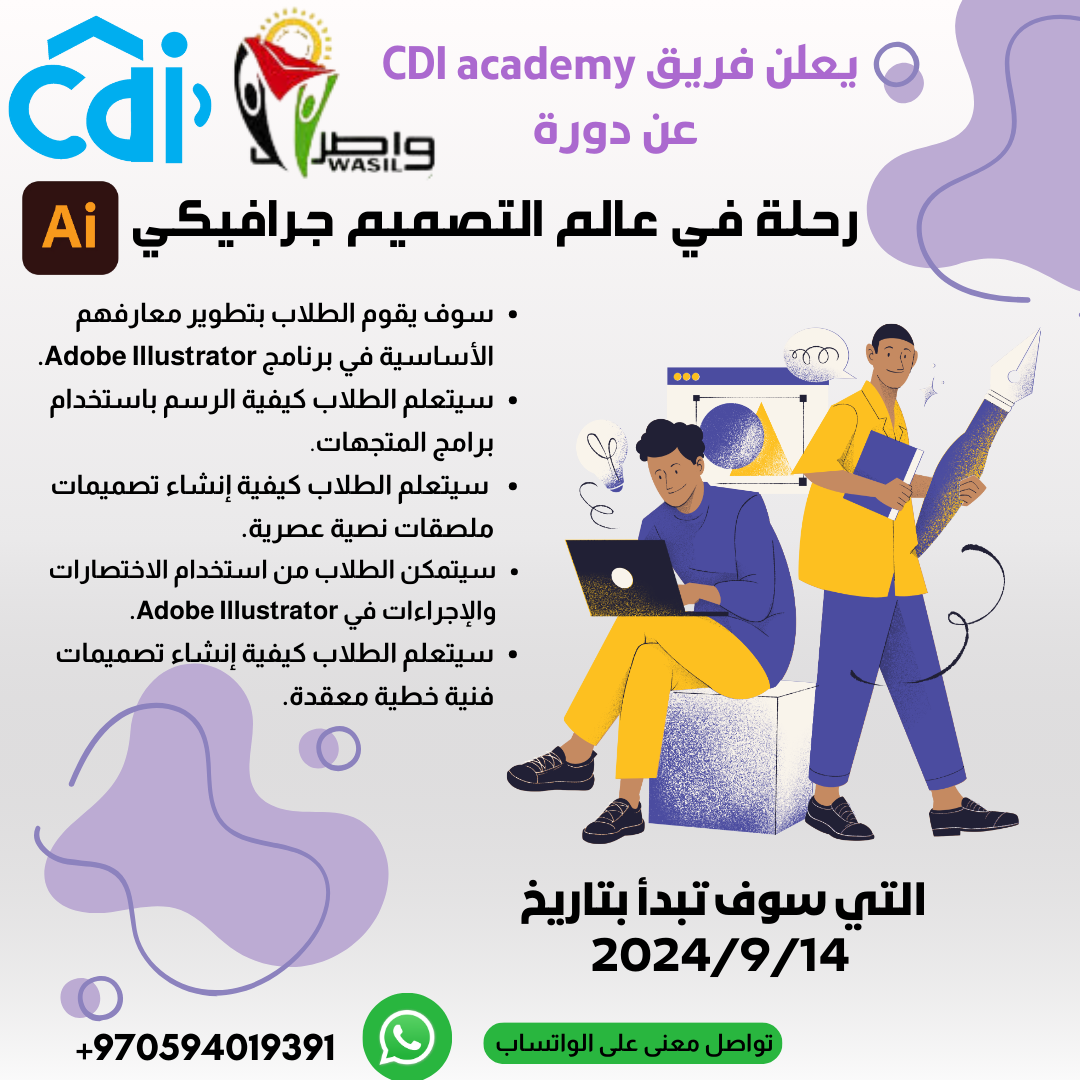 cdi
واصل
WASIL
يعلن فريق CDI academy
عن دورة
رحلة في عالم التصميم جرافيكي
Ai
• سوف يقوم الطلاب بتطوير معارفهم
الأساسية في برنامج Adobe Illustrator.
• سيتعلم الطلاب كيفية الرسم باستخدام
برامج المتجهات.
• سيتعلم الطلاب كيفية إنشاء تصميمات
ملصقات نصية عصرية.
• سيتمكن الطلاب من استخدام الاختصارات
والإجراءات في Adobe Illustrator.
• سيتعلم الطلاب كيفية إنشاء تصميمات
فنية خطية معقدة.
التي سوف تبدأ بتاريخ
2024/9/14
تواصل معنى على الواتساب
+970594019391